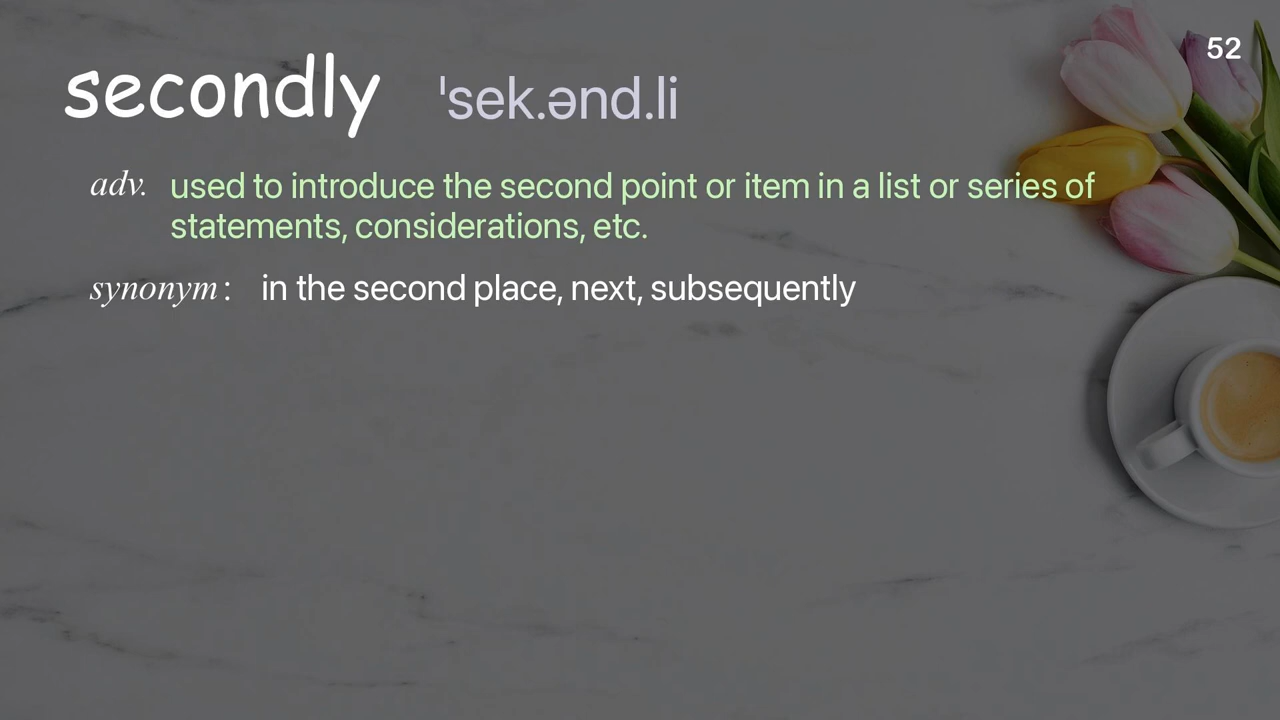 52
secondly ˈsek.ənd.li
adv. used to introduce the second point or item in a list or series of
statements, considerations, etc.
synonym: in the second place, next, subsequently